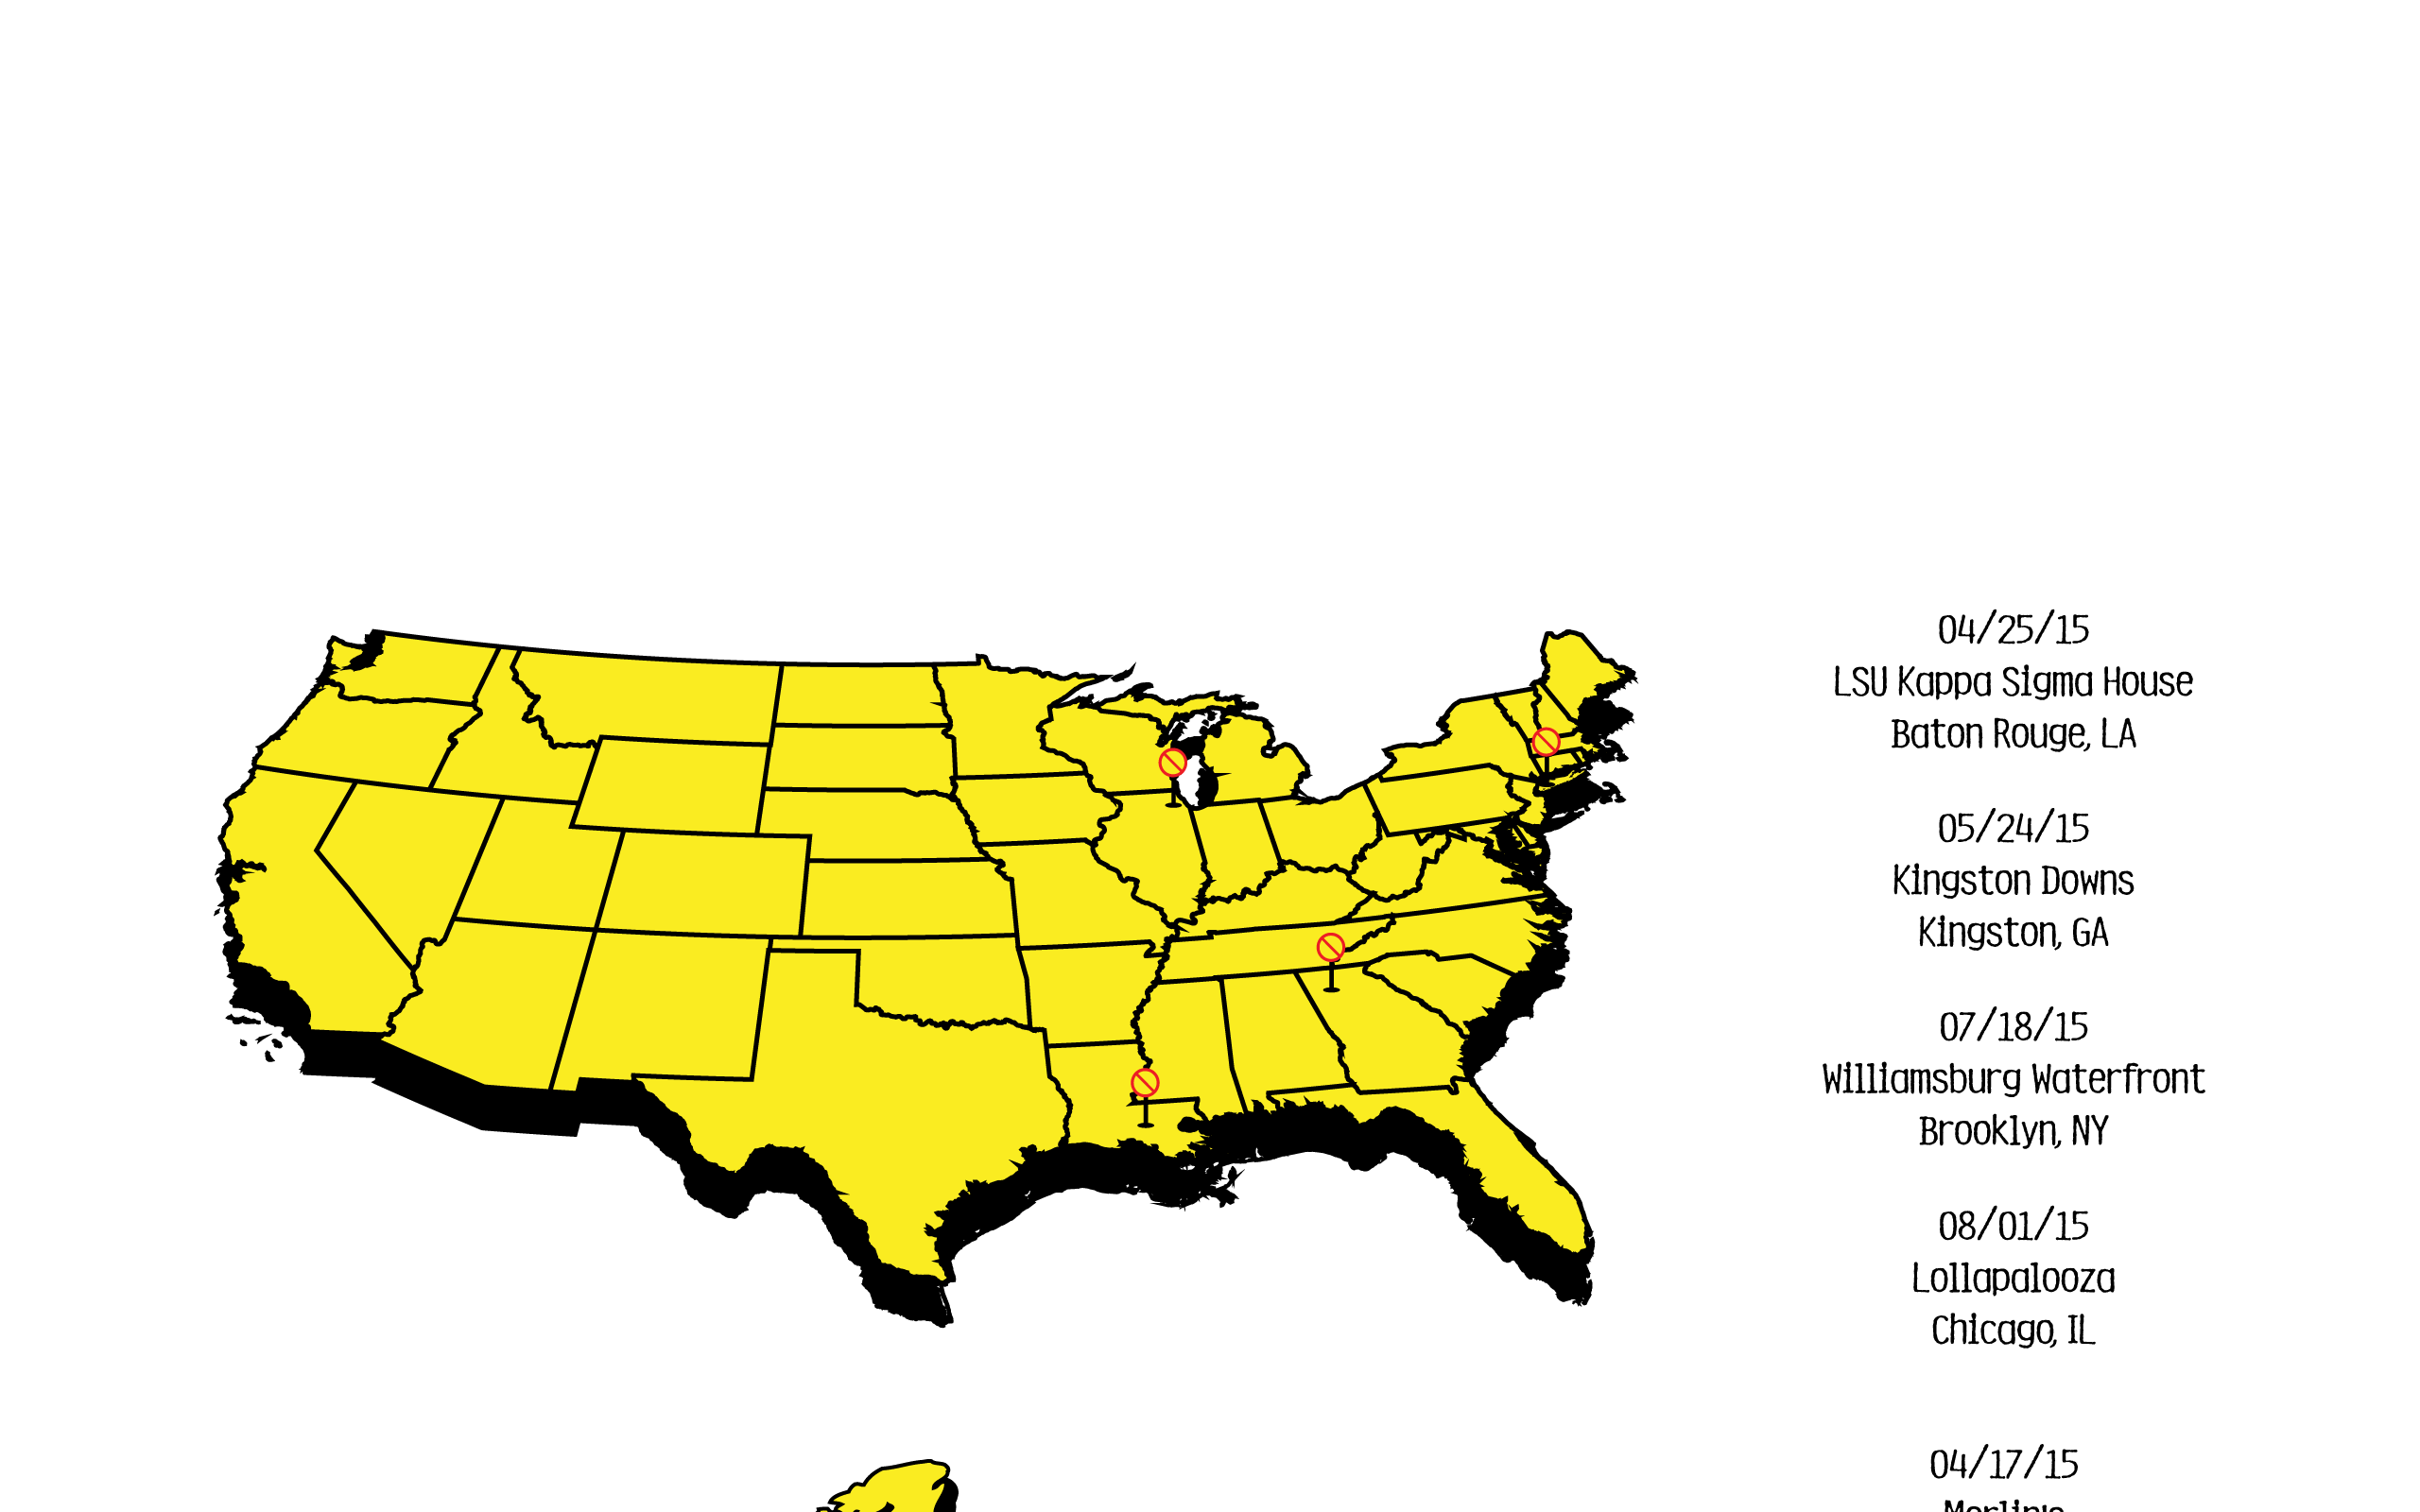 04/25/15
LSU Kappa Sigma House
Baton Rouge, LA
05/24/15
Kingston Downs
Kingston, GA
07/18/15
Williamsburg Waterfront
Brooklyn, NY
08/01/15
Lollapalooza
Chicago, IL
04/17/15
Merlin's